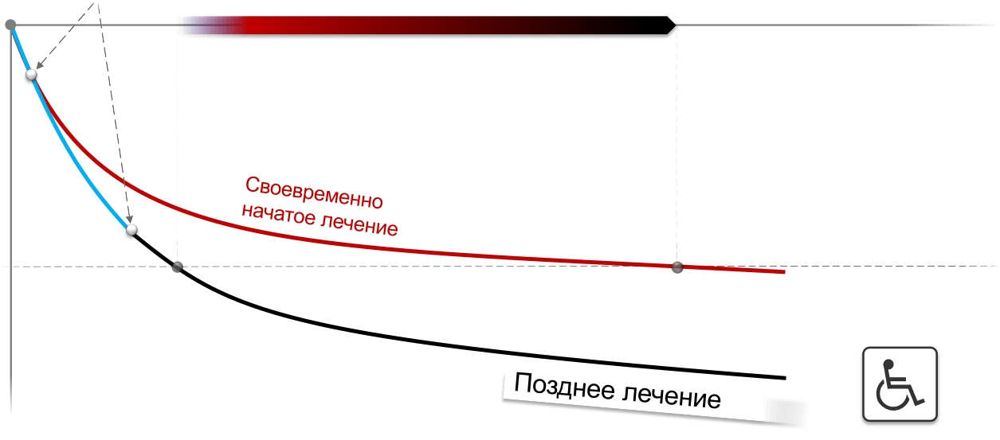 Своевременно
начатое лечение
Позднее лечение